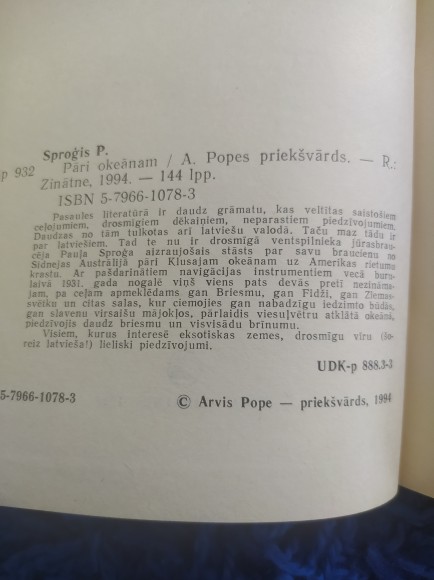 Sproģis P.
p 932 Pāri okeānam / A. Popes priekšvārds. — R.:
Zinātne, 1994. — 144 lpp.
ISBN 5-7966-1078-3
Pasaules literatūrā ir daudz grāmatu, kas veltītas saistošiem
ceļojumiem, drosmīgiem dēkaiņiem, neparastiem piedzīvojumiem.
Daudzas no tām tulkotas arī latviešu valodā. Taču maz tādu ir
par latviešiem. Tad te nu ir drosmīgā ventspilnieka jūrasbrau-
cēja Pauļa Sproģa aizraujošais stāsts par savu braucienu no
Sidnejas Austrālijā pāri Klusajam okeānam uz Amerikas rietumu
krastu. Ar pašdarinātiem navigācijas instrumentiem vecā buru
laivā 1931. gada nogalē viņš viens pats devās pretī nezināma-
jam, pa ceļam apmeklēdams gan Briesmu, gan Fidži, gan Ziemas-
svētku un citas salas, kur ciemojies gan nabadzīgu iedzimto būdās,
gan slavenu virsaišu mājokļos, pārlaidis viesuļvētru atklātā okeānā,
piedzīvojis daudz briesmu un visvisādu brīnumu.
Visiem, kurus interesē eksotiskas zemes, drosmīgu vīru (šo-
reiz latvieša!) lieliski piedzīvojumi.
UDK-p 888.3-3
5-7966-1078-3
© Arvis Pope — priekšvārds, 1994